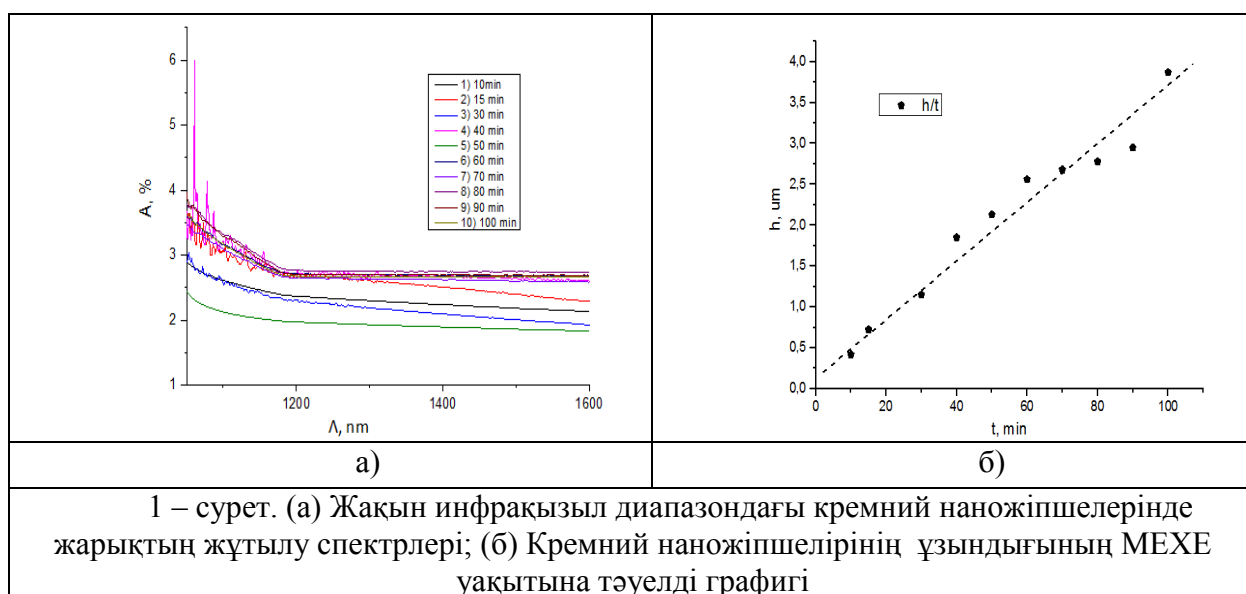 6
5
4
3
2
1
A, %
1200
1400
1600
Λ, nm
1) 10min
2) 15 min
3) 30 min
4) 40 min
5) 50 min
6) 60 min
7) 70 min
8) 80 min
9) 90 min
10) 100 min
4,0
3,5
3,0
2,5
2,0
1,5
1,0
0,5
0,0
h, um
h/t
0
20
40
60
80
100
t, min
а)
б)
1 – сурет. (а) Жақын инфрақызыл диапазондағы кремний наножіпшелерінде
жарықтың жұтылу спектрлері; (б) Кремний наножіпшелірінің ұзындығының МЕХЕ
уақытына тәуелді графигі